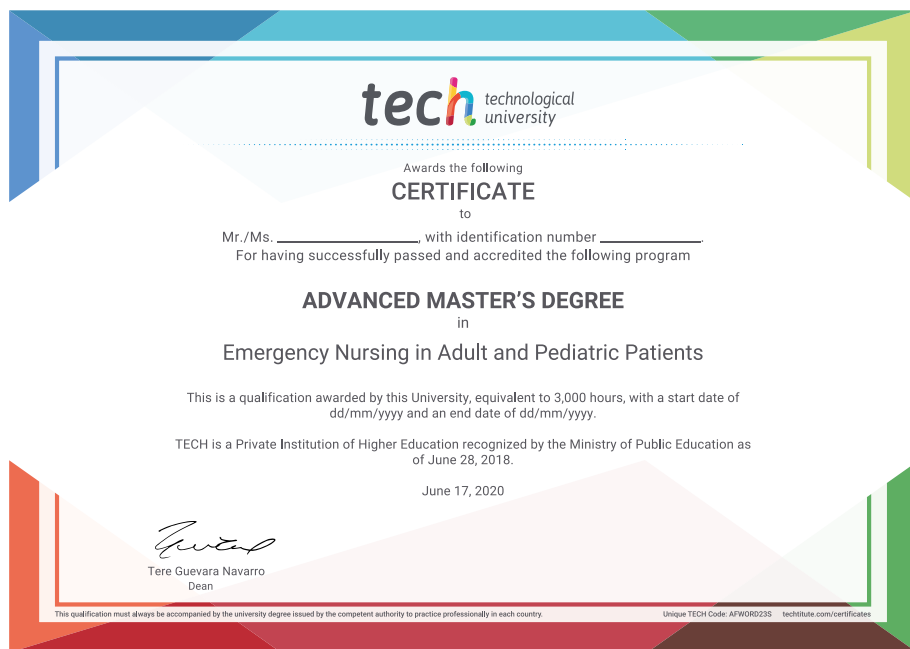 tech technological
university
Awards the following
CERTIFICATE
to
Mr./Ms. ____________________, with identification number ______________.
For having successfully passed and accredited the following program
ADVANCED MASTER'S DEGREE
in
Emergency Nursing in Adult and Pediatric Patients
This is a qualification awarded by this University, equivalent to 3,000 hours, with a start date of
dd/mm/yyyy and an end date of dd/mm/yyyy.
TECH is a Private Institution of Higher Education recognized by the Ministry of Public Education as
of June 28, 2018.
June 17, 2020
Tere Guevara Navarro
Dean
This qualification must always be accompanied by the university degree issued by the competent authority to practice professionally in each country. Unique TECH Code: AFWORD23S techtitute.com/certificates